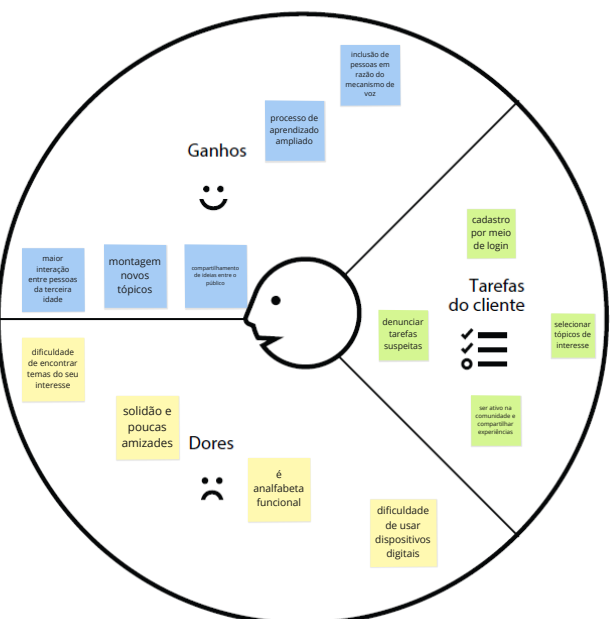 inclusão de
pessoas em
razão do
mecanismo de
voz
processo de
aprendizado
ampliado
Ganhos
maior
interação
entre pessoas
da terceira
idade
montagem
novos
tópicos
compartilhamento
de ideias entre o
público
cadastro
por meio
de login
Tarefas
do cliente
denunciar
tarefas
suspeitas
selecionar
tópicos de
interesse
ser ativo na
comunidade e
compartilhar
experiências
dificuldade
de encontrar
temas do seu
interesse
solidão e
poucas
amizades
Dores
é
analfabeta
funcional
dificuldade
de usar
dispositivos
digitais